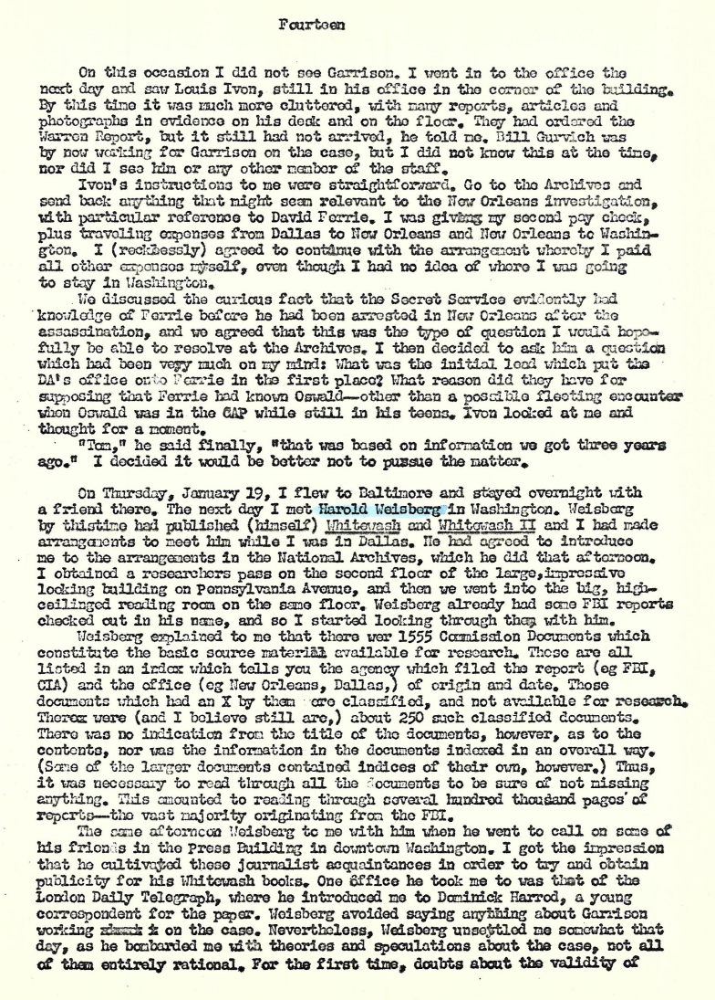 Fourteen
On this occasion I did not see Garrison. I went in to the office the
next day and saw Louis Ivon, still in his office in the corner of the building.
By this time it was much more cluttered, with many reports, articles and
photographs in evidence on his desk and on the floor. They had ordered the
Warren Report, but it still had not arrived, he told me. Bill Gurvich was
by now working for Garrison on the case, but I did not know this at the time,
nor did I see him or any other member of the staff.
Ivon's instructions to me were straightforward. Go to the Archives and
send back anything that might seem relevant to the New Orleans investigation,
with particular reference to David Ferrie. I was giving my second pay check,
plus traveling expenses from Dallas to New Orleans and New Orleans to Washin-
gton. I (recklessly) agreed to continue with the arrangement whereby I paid
all other expenses myself, even though I had no idea of where I was going
to stay in Washington.
We discussed the curious fact that the Secret Service evidently had
knowledge of Ferrie before he had been arrested in New Orleans after the
assassination, and we agreed that this was the type of question I would hope-
fully be able to resolve at the Archives. I then decided to ask him a question
which had been very much on my mind: What was the initial lead which put the
DA's office onto Ferrie in the first place? What reason did they have for
supposing that Ferrie had known Oswald—other than a possible fleeting encounter
when Oswald was in the CAP while still in his teens. Ivon looked at me and
thought for a moment.
"Tom," he said finally, "that was based on information we got three years
ago." I decided it would be better not to pursue the matter.
On Thursday, January 19, I flew to Baltimore and stayed overnight with
a friend there. The next day I met Harold Weisberg in Washington. Weisberg
by thistime had published (himself) Whitewash and Whitewash II and I had made
arrangements to meet him while I was in Dallas. He had agreed to introduce
me to the arrangements in the National Archives, which he did that afternoon.
I obtained a researchers pass on the second floor of the large,impressive
looking building on Pennsylvania Avenue, and then we went into the big, high-
ceilinged reading room on the same floor. Weisberg already had some FBI reports
checked out in his name, and so I started looking through them with him.
Weisberg explained to me that there wer 1555 Commission Documents which
constitute the basic source material available for research. These are all
listed in an index which tells you the agency which filed the report (eg FBI,
CIA) and the office (eg New Orleans, Dallas,) of origin and date. Those
documents which had an X by them are classified, and not available for research.
Therex were (and I believe still are,) about 250 such classified documents.
There was no indication from the title of the documents, however, as to the
contents, nor was the information in the documents indexed in an overall way.
(Some of the larger documents contained indices of their own, however.) Thus,
it was necessary to read through all the documents to be sure of not missing
anything. This amounted to reading through several hundred thousand pages of
reports—the vast majority originating from the FBI.
The same afternoon Weisberg to me with him when he went to call on some of
his friends in the Press Building in downtown Washington. I got the impression
that he cultivated these journalist acquaintances in order to try and obtain
publicity for his Whitewash books. One office he took me to was that of the
London Daily Telegraph, where he introduced me to Dominick Harrod, a young
correspondent for the paper. Weisberg avoided saying anything about Garrison
working on the case. Nevertheless, Weisberg unsettled me somewhat that
day, as he bombarded me with theories and speculations about the case, not all
of them entirely rational. For the first time, doubts about the validity of